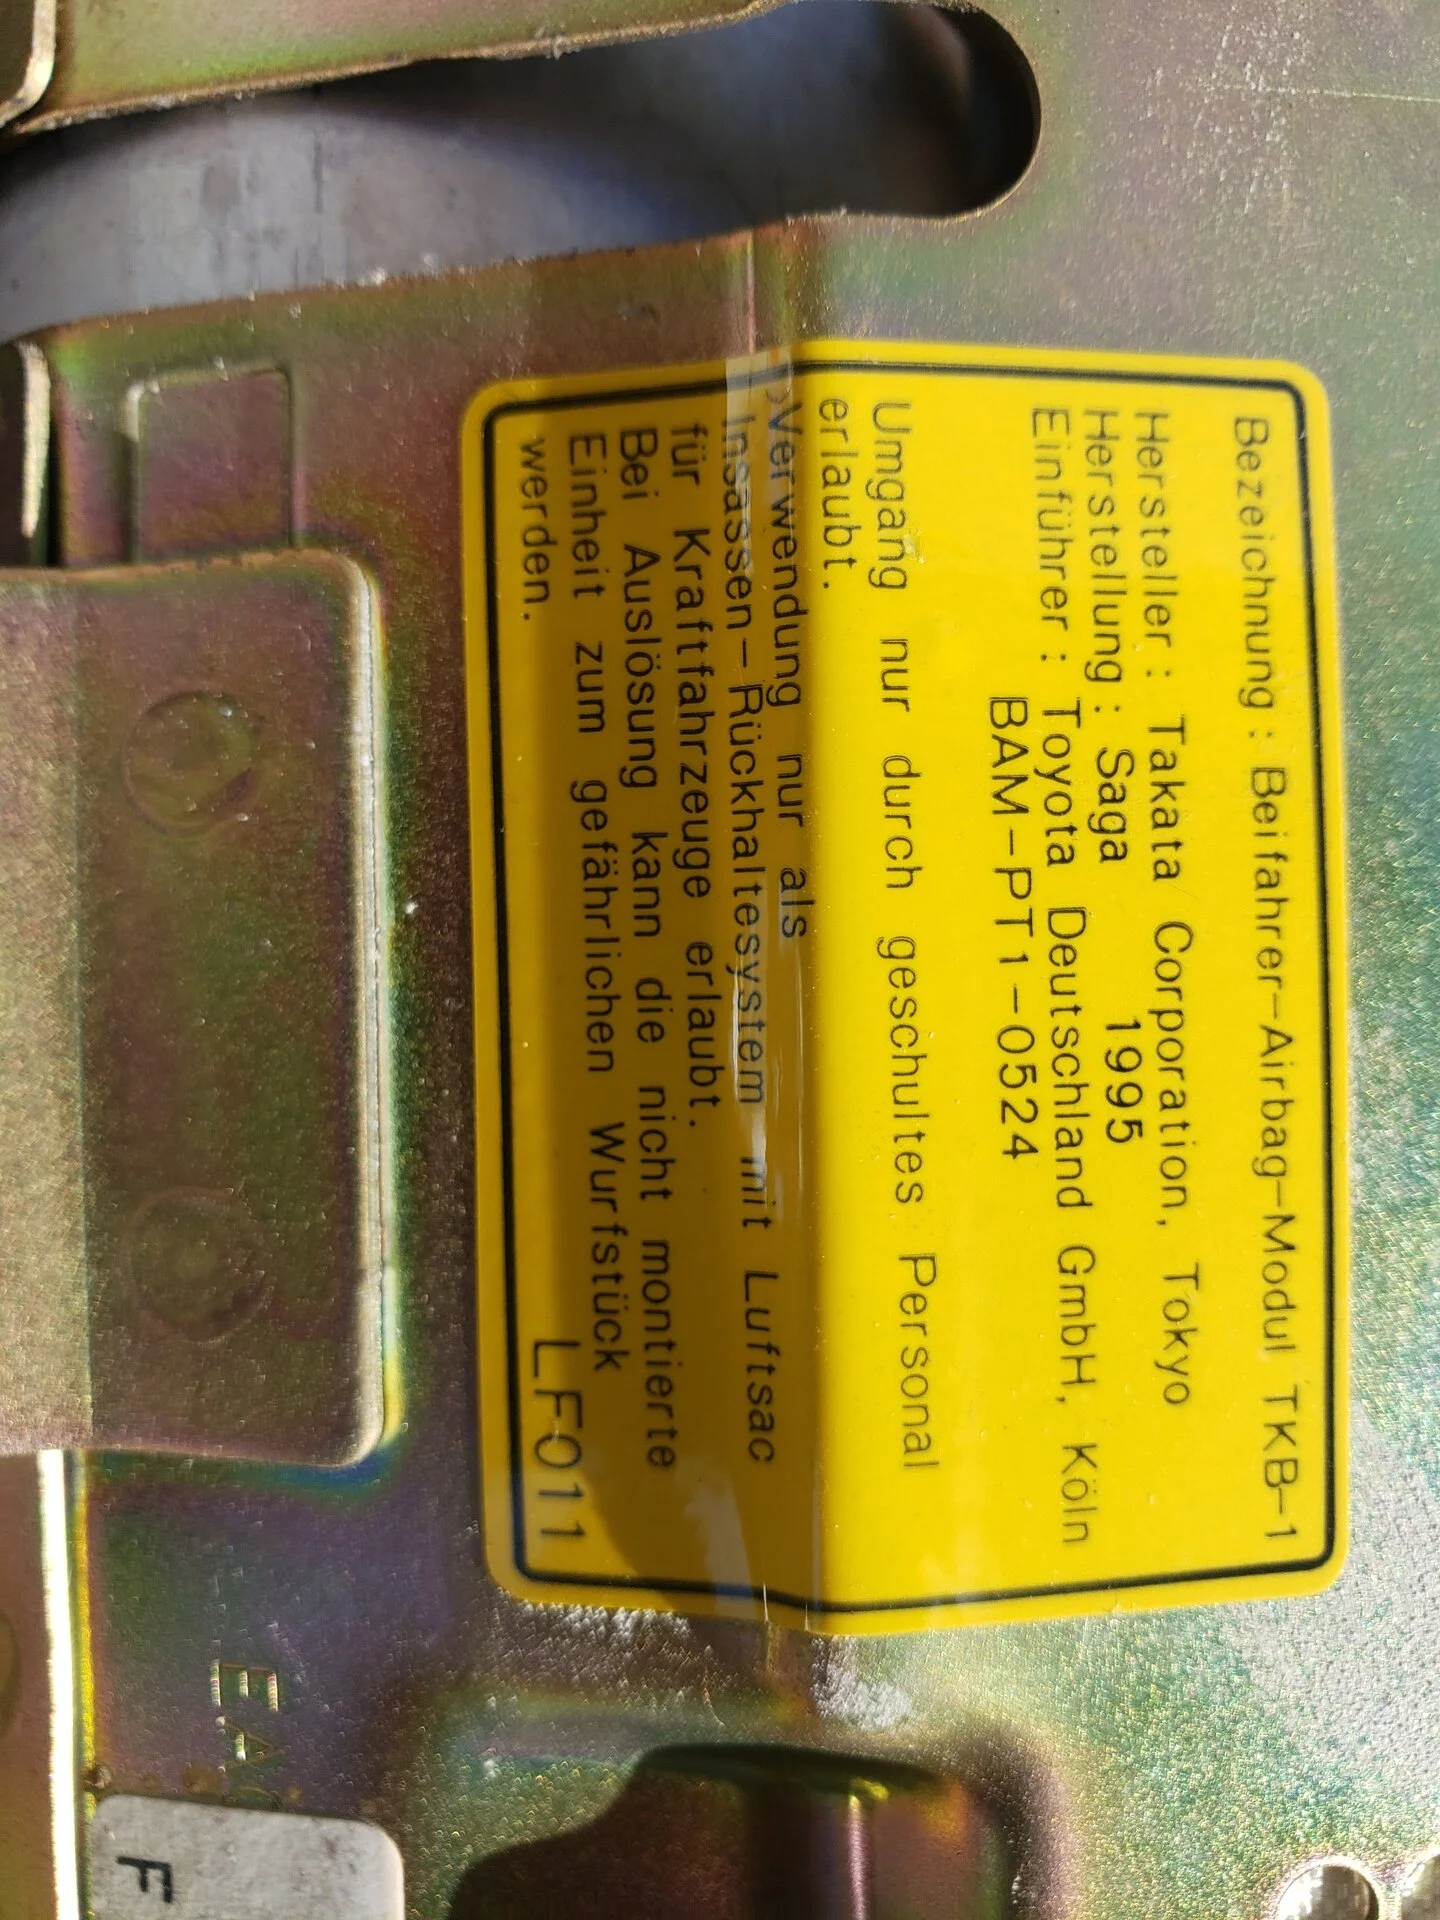 Bezeichnung : Beifahrer-Airbag-Modul TKB-1
Hersteller : Takata Corporation, Tokyo
Herstellung : Saga 1995
Einführer : Toyota Deutschland GmbH, Köln
BAM-PT1-0524
Umgang nur durch geschultes Personal
erlaubt.
Verwendung nur als
Insassen-Rückhaltesystem mit Luftsac
für Kraftfahrzeuge erlaubt.
Bei Auslösung kann die nicht montierte
Einheit zum gefährlichen Wurfstück
werden.
LF011
F